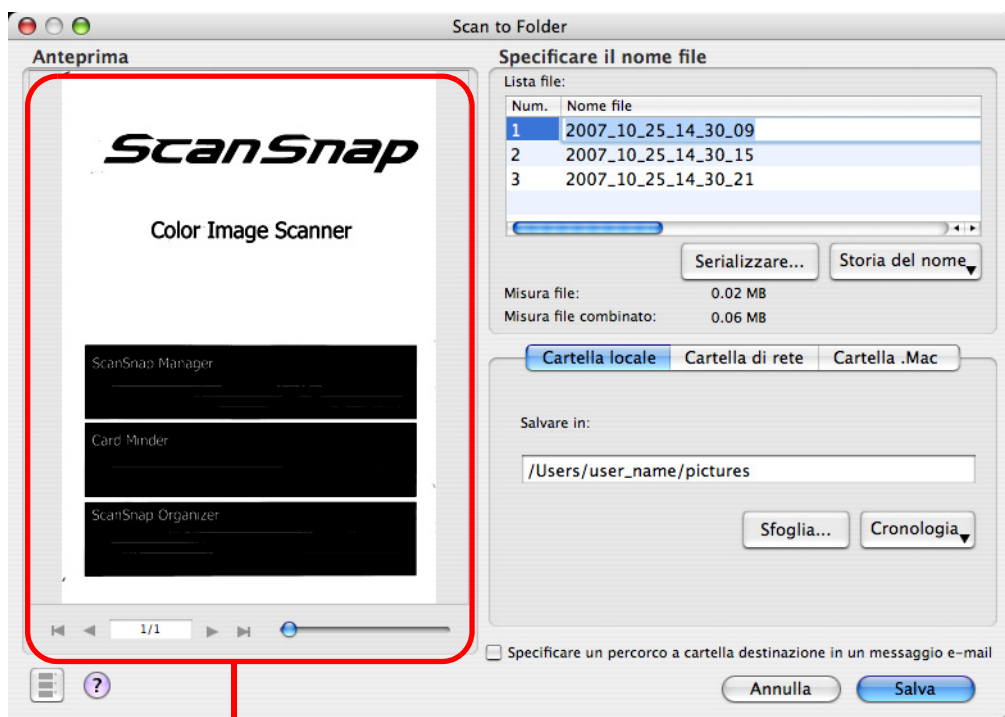 Scan to Folder
Anteprima
ScanSnap
Color Image Scanner
ScanSnap Manager
Card Minder
ScanSnap Organizer
1/1
?
Specificare il nome file
Lista file:
Num. Nome file
1 2007_10_25_14_30_09
2 2007_10_25_14_30_15
3 2007_10_25_14_30_21
Serializzare... Storia del nome
Misura file: 0.02 MB
Misura file combinato: 0.06 MB
Cartella locale Cartella di rete Cartella .Mac
Salvare in:
/Users/user_name/pictures
Sfoglia... Cronologia
Specificare un percorco a cartella destinazione in un messaggio e-mail
Annulla Salva